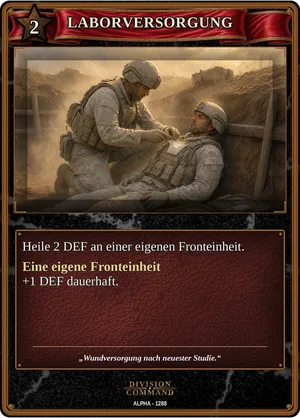 2
LABORVERSORGUNG
Heile 2 DEF an einer eigenen Fronteinheit.
Eine eigene Fronteinheit
+1 DEF dauerhaft.
„Wundversorgung nach neuester Studie.“
DIVISION
COMMAND
ALPHA - 1288